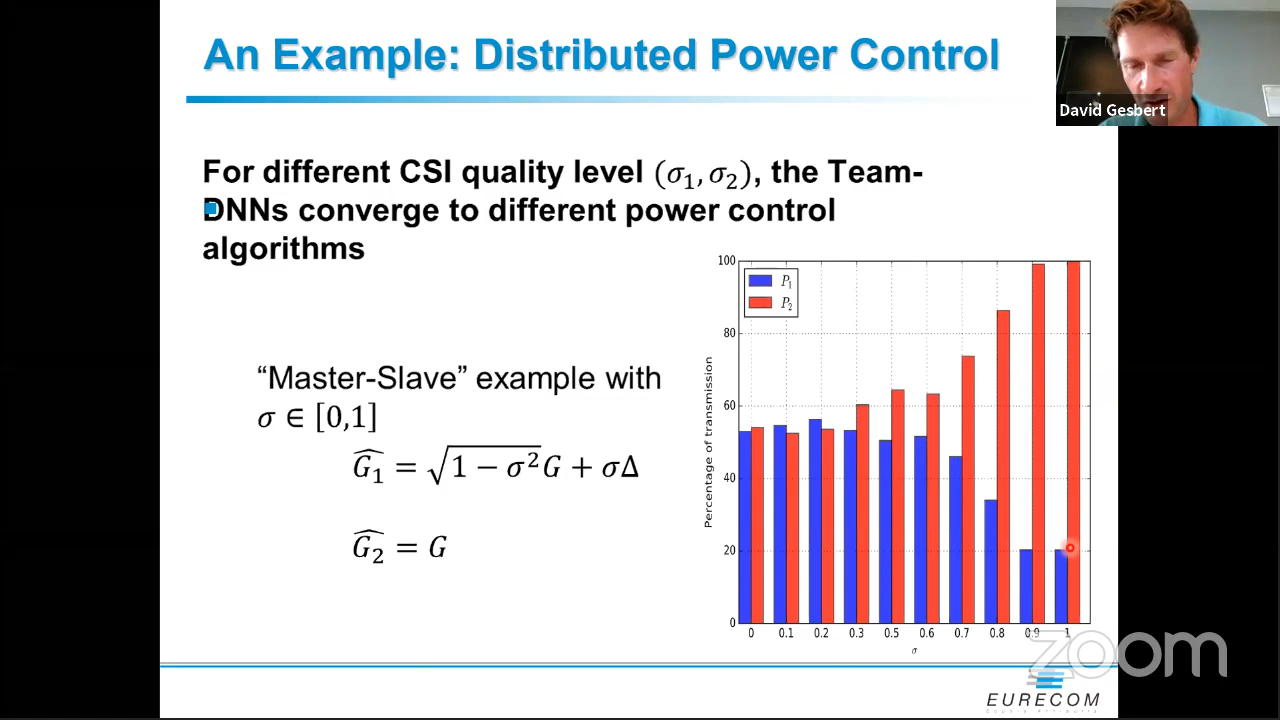 An Example: Distributed Power Control
David Gesbert
For different CSI quality level (σ₁, σ₂), the Team-
DNNs converge to different power control
algorithms
“Master-Slave” example with
σ ∈ [0,1]
Ĝ₁ = √(1 − σ²)G + σΔ
Ĝ₂ = G
P₁
P₂
Percentage of transmission
100
80
60
40
20
0
0 0.1 0.2 0.3 0.5 0.6 0.7 0.8 0.9 1
σ
zoom
EURECOM